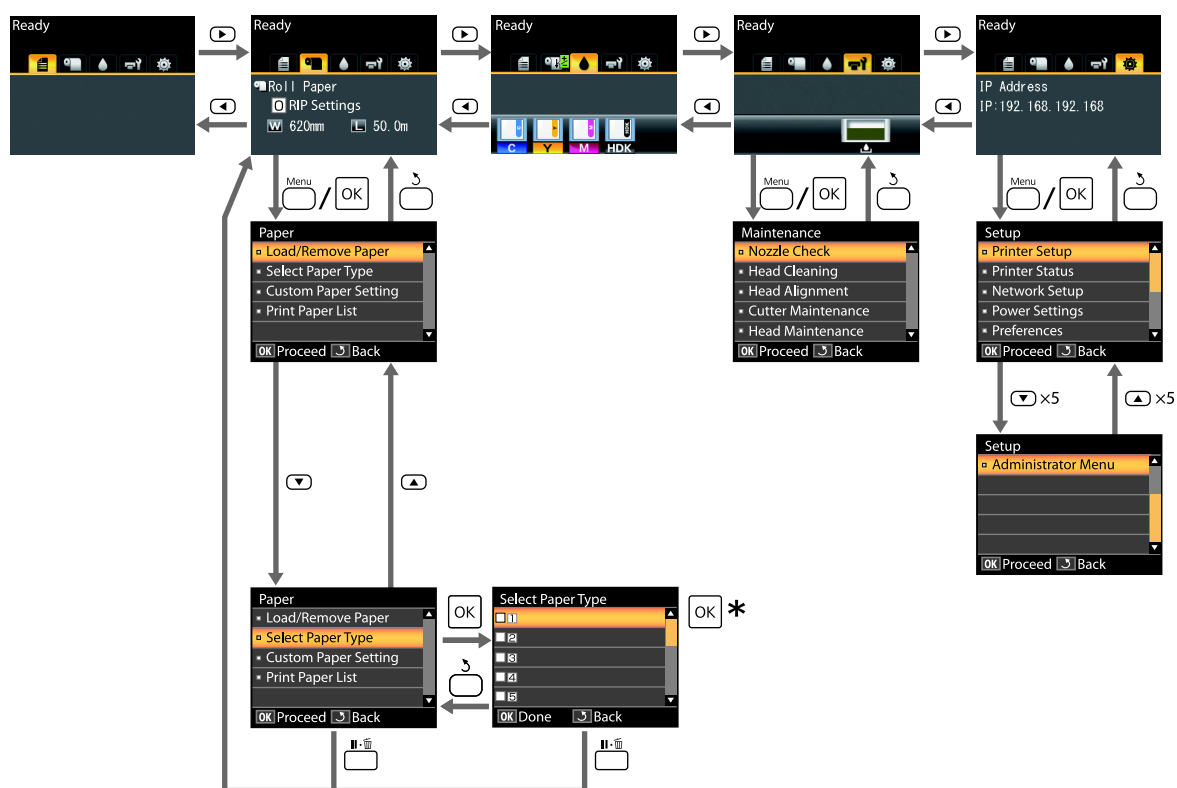 Ready
Ready
Ready
Ready
Ready
Roll Paper
0 RIP Settings
W 620mm L 50.0m
C Y M HDK
HDK
IP Address
IP:192.168.192.168
Menu
/ OK
Menu
/ OK
Menu
/ OK
Paper
Load/Remove Paper
Select Paper Type
Custom Paper Setting
Print Paper List
OK Proceed Back
Maintenance
Nozzle Check
Head Cleaning
Head Alignment
Cutter Maintenance
Head Maintenance
OK Proceed Back
Setup
Printer Setup
Printer Status
Network Setup
Power Settings
Preferences
OK Proceed Back
×5
×5
Setup
Administrator Menu
OK Proceed Back
Paper
Load/Remove Paper
Select Paper Type
Custom Paper Setting
Print Paper List
OK Proceed Back
OK
Select Paper Type
1
2
3
4
5
OK Done Back
OK *